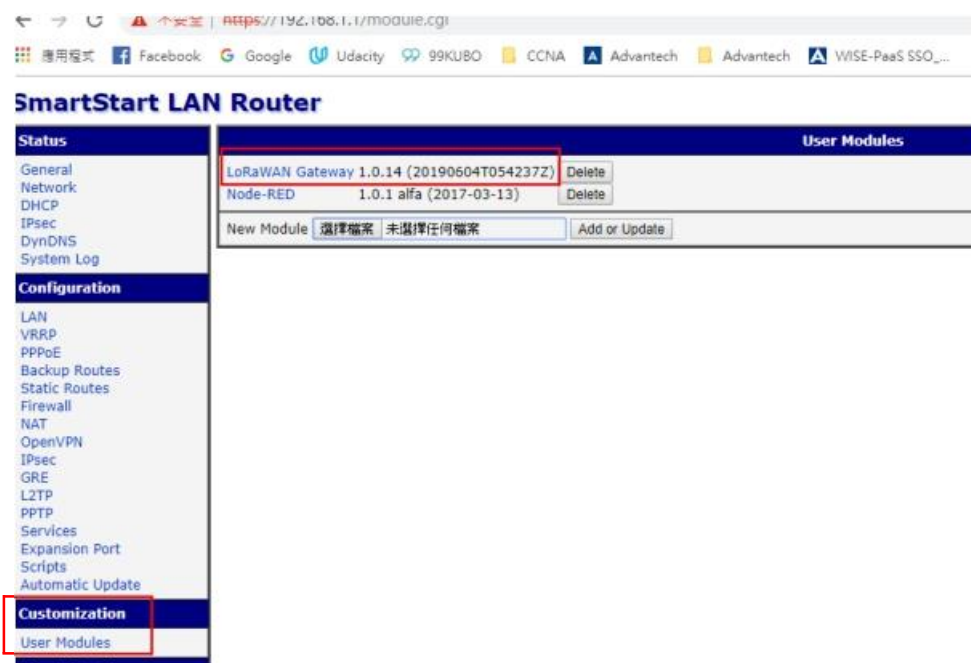 不安全 | https://192.168.1.1/module.cgi
應用程式 Facebook Google Udacity 99KUBO CCNA Advantech Advantech WISE-PaaS SSO_...
SmartStart LAN Router
Status
General
Network
DHCP
IPsec
DynDNS
System Log
Configuration
LAN
VRRP
PPPoE
Backup Routes
Static Routes
Firewall
NAT
OpenVPN
IPsec
GRE
L2TP
PPTP
Services
Expansion Port
Scripts
Automatic Update
Customization
User Modules
User Modules
LoRaWAN Gateway 1.0.14 (20190604T054237Z) Delete
Node-RED 1.0.1 alfa (2017-03-13) Delete
New Module 選擇檔案 未選擇任何檔案 Add or Update